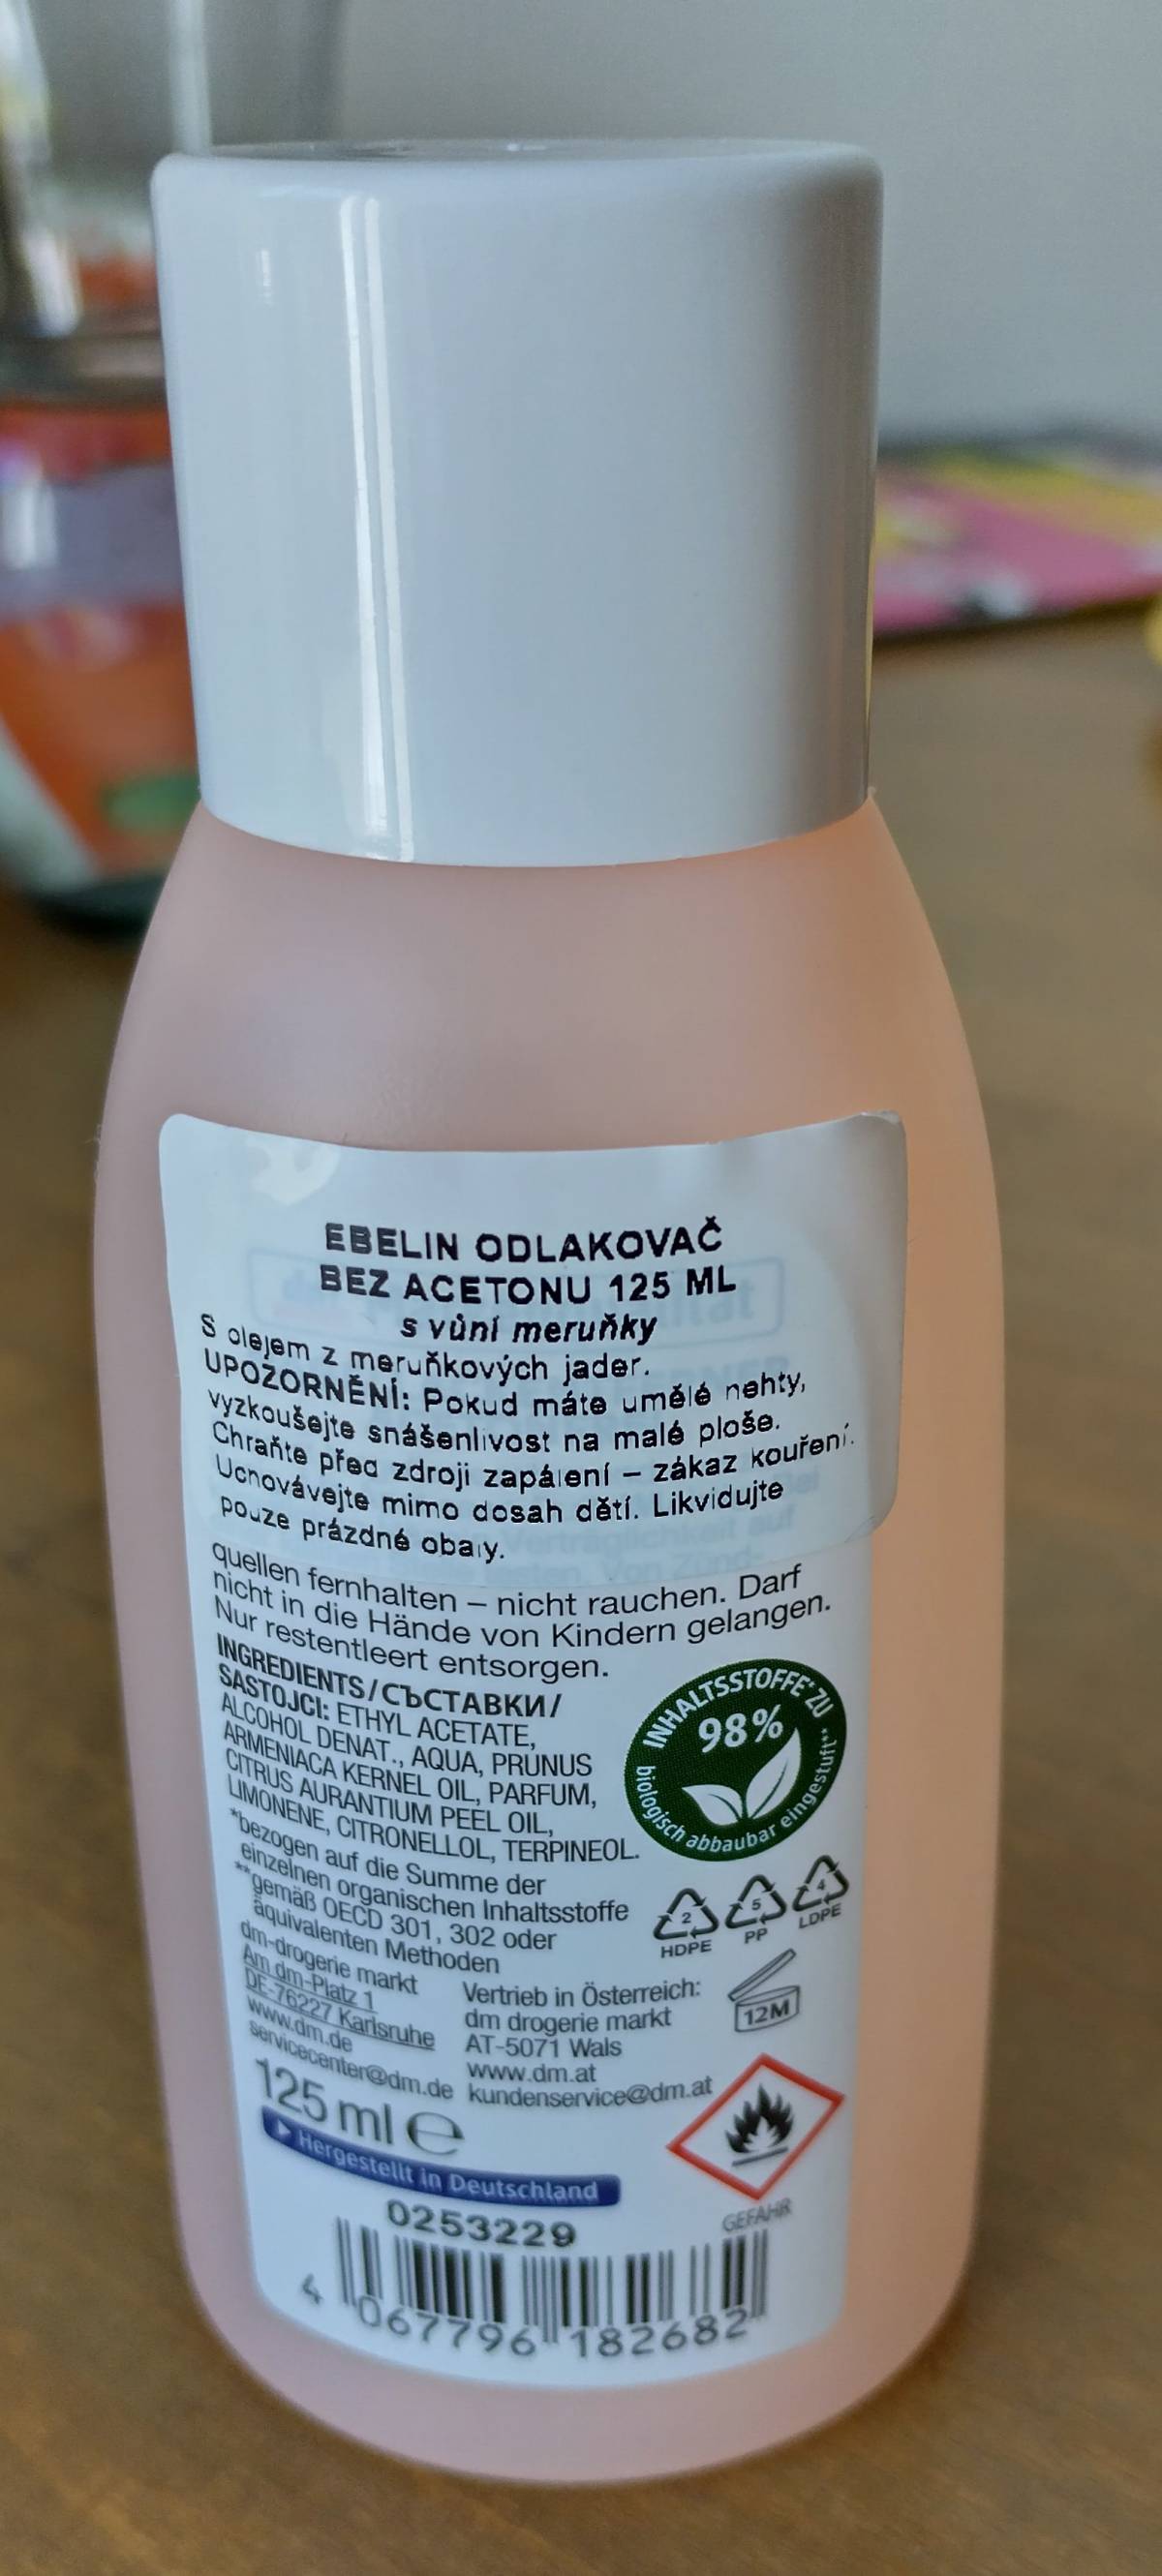 EBELIN ODLAKOVAČ
BEZ ACETONU 125 ML
s vůní meruňky
S olejem z meruňkových jader.
UPOZORNĚNÍ: Pokud máte umělé nehty,
vyzkoušejte snášenlivost na malé ploše.
Chraňte před zdroji zapálení – zákaz kouření.
Uchovávejte mimo dosah dětí. Likvidujte
pouze prázdné obaly.
quellen fernhalten – nicht rauchen. Darf
nicht in die Hände von Kindern gelangen.
Nur restentleert entsorgen.
INGREDIENTS/СЪСТАВКИ/
SASTOJCI: ETHYL ACETATE,
ALCOHOL DENAT., AQUA, PRUNUS
ARMENIACA KERNEL OIL, PARFUM,
CITRUS AURANTIUM PEEL OIL,
LIMONENE, CITRONELLOL, TERPINEOL.
*bezogen auf die Summe der
einzelnen organischen Inhaltsstoffe
**gemäß OECD 301, 302 oder
äquivalenten Methoden
INHALTSSTOFFE* ZU
98%
biologisch abbaubar eingestuft**
2
HDPE
5
PP
4
LDPE
dm-drogerie markt
Am dm-Platz 1
DE-76227 Karlsruhe
www.dm.de
servicecenter@dm.de
Vertrieb in Österreich:
dm drogerie markt
AT-5071 Wals
www.dm.at
kundenservice@dm.at
12M
125 ml e
Hergestellt in Deutschland
GEFAHR
0253229
4 067796 182682